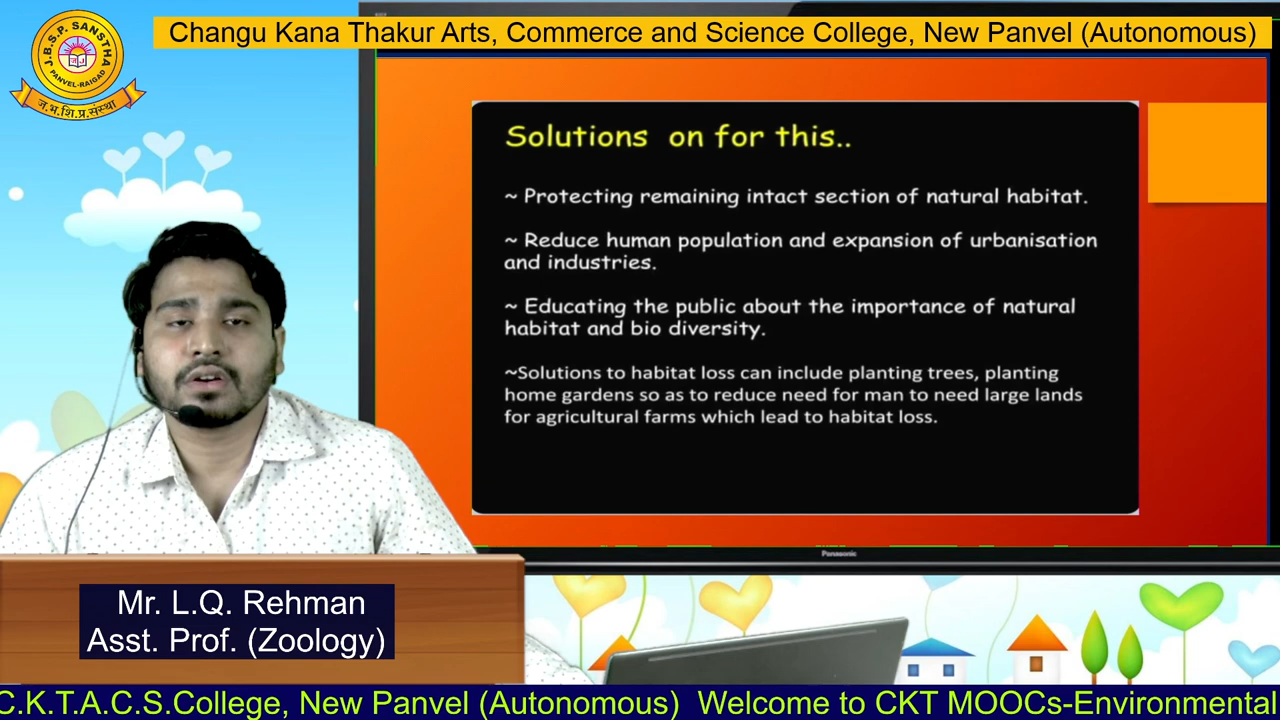 J.B.S.P. SANSTHA
PANVEL-RAIGAD
ज.भ.शि.प्र.संस्था
Changu Kana Thakur Arts, Commerce and Science College, New Panvel (Autonomous)
Solutions on for this..
~ Protecting remaining intact section of natural habitat.
~ Reduce human population and expansion of urbanisation
and industries.
~ Educating the public about the importance of natural
habitat and bio diversity.
~Solutions to habitat loss can include planting trees, planting
home gardens so as to reduce need for man to need large lands
for agricultural farms which lead to habitat loss.
Panasonic
Mr. L.Q. Rehman
Asst. Prof. (Zoology)
C.K.T.A.C.S.College, New Panvel (Autonomous) Welcome to CKT MOOCs-Environmental